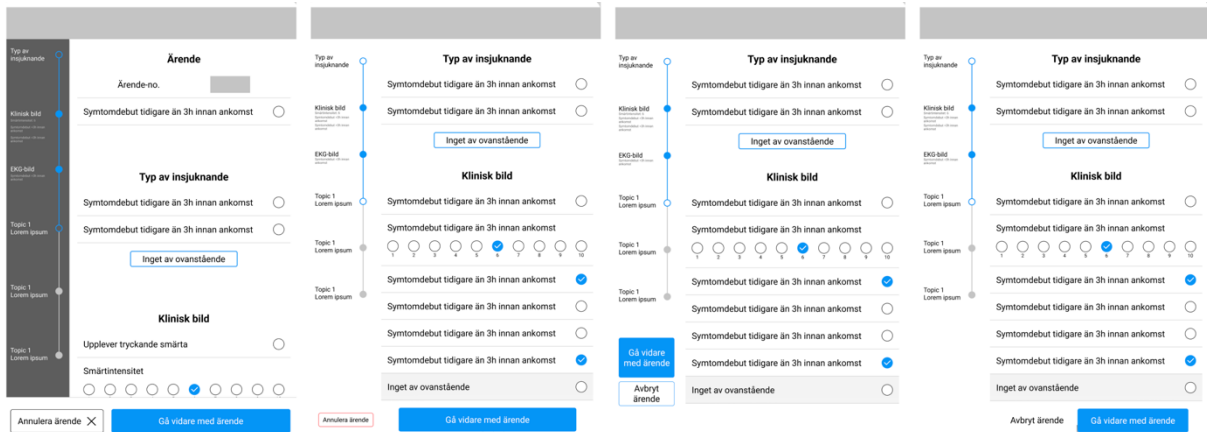 Typ av
insjuknande
Klinisk bild
EKG-bild
Topic 1
Lorem ipsum
Topic 1
Lorem ipsum
Topic 1
Lorem ipsum
Ärende
Ärende-no.
Symtomdebut tidigare än 3h innan ankomst
Typ av insjuknande
Symtomdebut tidigare än 3h innan ankomst
Symtomdebut tidigare än 3h innan ankomst
Inget av ovanstående
Klinisk bild
Upplever tryckande smärta
Smärtintensitet
Annulera ärende
Gå vidare med ärende
Typ av
insjuknande
Klinisk bild
EKG-bild
Topic 1
Lorem ipsum
Topic 1
Lorem ipsum
Topic 1
Lorem ipsum
Typ av insjuknande
Symtomdebut tidigare än 3h innan ankomst
Symtomdebut tidigare än 3h innan ankomst
Inget av ovanstående
Klinisk bild
Symtomdebut tidigare än 3h innan ankomst
Symtomdebut tidigare än 3h innan ankomst
1 2 3 4 5 6 7 8 9 10
Symtomdebut tidigare än 3h innan ankomst
Symtomdebut tidigare än 3h innan ankomst
Symtomdebut tidigare än 3h innan ankomst
Symtomdebut tidigare än 3h innan ankomst
Inget av ovanstående
Annulera ärende
Gå vidare med ärende
Typ av
insjuknande
Klinisk bild
EKG-bild
Topic 1
Lorem ipsum
Topic 1
Lorem ipsum
Topic 1
Lorem ipsum
Gå vidare
med ärende
Avbryt
ärende
Typ av insjuknande
Symtomdebut tidigare än 3h innan ankomst
Symtomdebut tidigare än 3h innan ankomst
Inget av ovanstående
Klinisk bild
Symtomdebut tidigare än 3h innan ankomst
Symtomdebut tidigare än 3h innan ankomst
1 2 3 4 5 6 7 8 9 10
Symtomdebut tidigare än 3h innan ankomst
Symtomdebut tidigare än 3h innan ankomst
Symtomdebut tidigare än 3h innan ankomst
Symtomdebut tidigare än 3h innan ankomst
Inget av ovanstående
Typ av
insjuknande
Klinisk bild
EKG-bild
Topic 1
Lorem ipsum
Topic 1
Lorem ipsum
Topic 1
Lorem ipsum
Typ av insjuknande
Symtomdebut tidigare än 3h innan ankomst
Symtomdebut tidigare än 3h innan ankomst
Inget av ovanstående
Klinisk bild
Symtomdebut tidigare än 3h innan ankomst
Symtomdebut tidigare än 3h innan ankomst
1 2 3 4 5 6 7 8 9 10
Symtomdebut tidigare än 3h innan ankomst
Symtomdebut tidigare än 3h innan ankomst
Symtomdebut tidigare än 3h innan ankomst
Symtomdebut tidigare än 3h innan ankomst
Inget av ovanstående
Avbryt ärende
Gå vidare med ärende